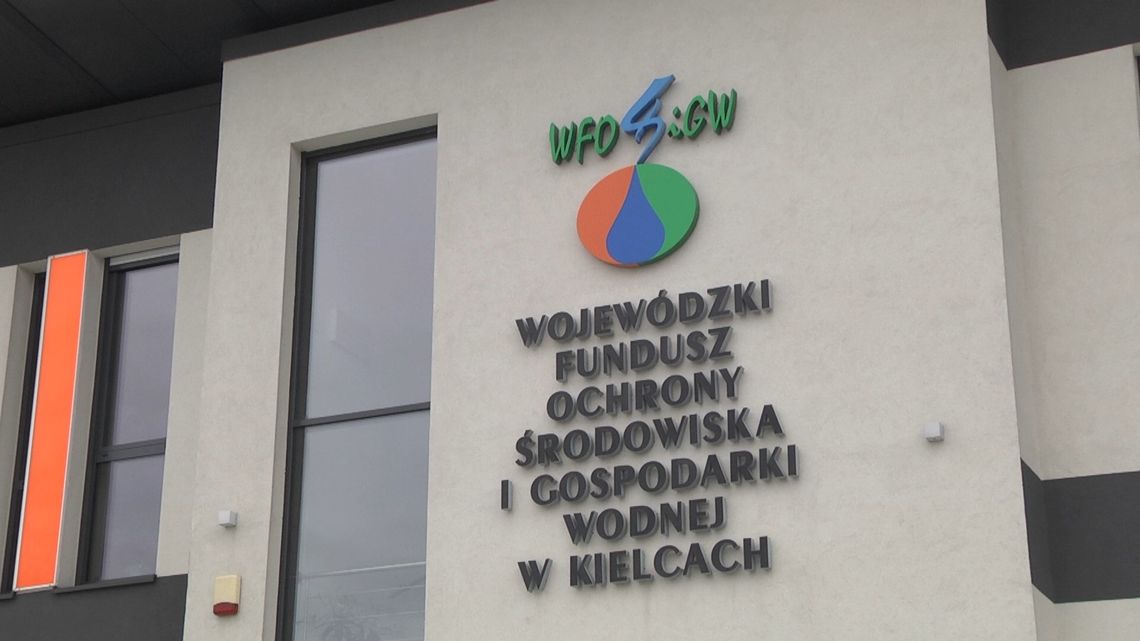 WFOŚiGW
WOJEWÓDZKI
FUNDUSZ
OCHRONY
ŚRODOWISKA
I GOSPODARKI
WODNEJ
W KIELCACH